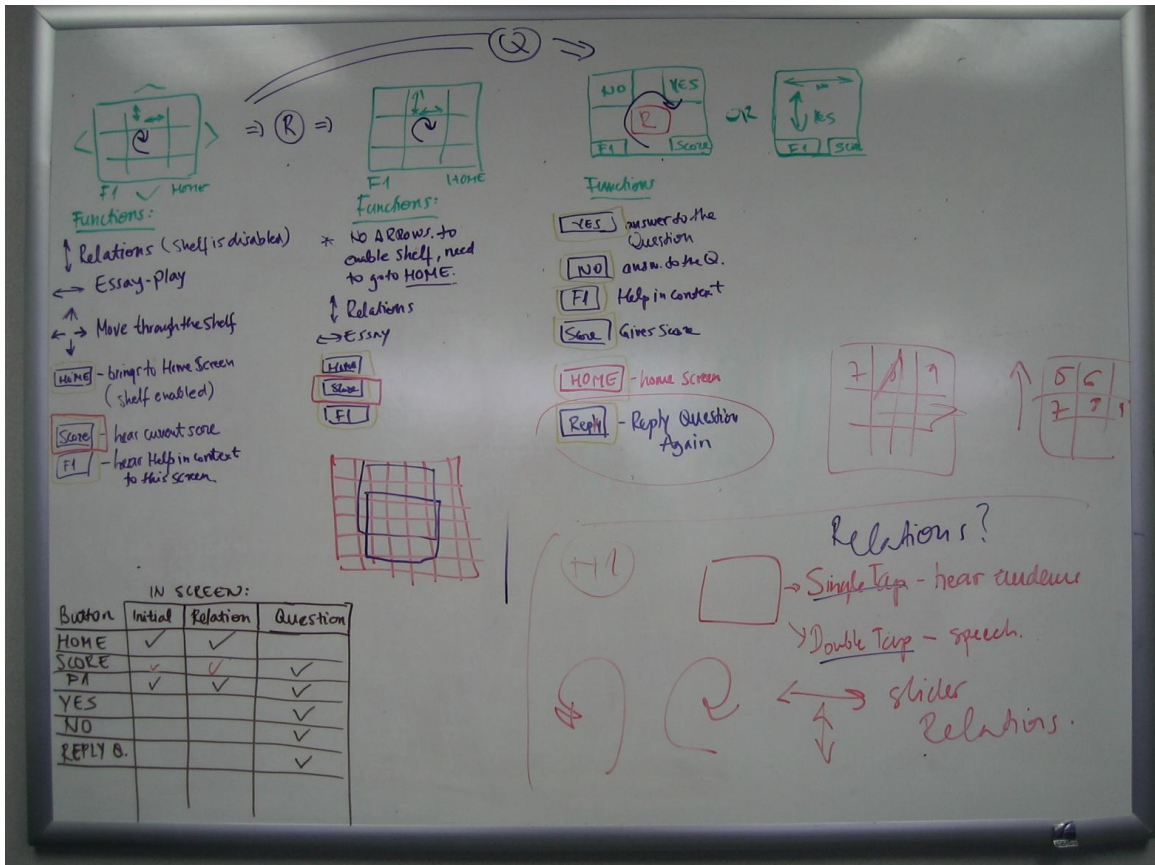 Q
R
F1 HOME
Functions:
Relations (shelf is disabled)
Essay-play
Move through the shelf
HOME - brings to Home Screen
(shelf enabled)
Score - hear current score
F1 - hear Help in context
to this screen
F1 HOME
Functions:
* NO ARROWS. to
enable shelf, need
to go to HOME.
Relations
ESSAY
HOME
Score
F1
NO YES
R
F1 Score
OR
YES
F1
Functions
YES answer to the
Question
NO answ. to the Q.
F1 Help in context
Score Gives Score
HOME - home screen
Reply - Reply Question
Again
7 9
5 6
7
IN SCREEN:
Button Initial Relation Question
HOME ✓ ✓
SCORE ✓ ✓ ✓
F1 ✓ ✓ ✓
YES ✓
NO ✓
REPLY Q. ✓
Relations?
Single Tap - hear
Double Tap - speech.
slider
Relations.